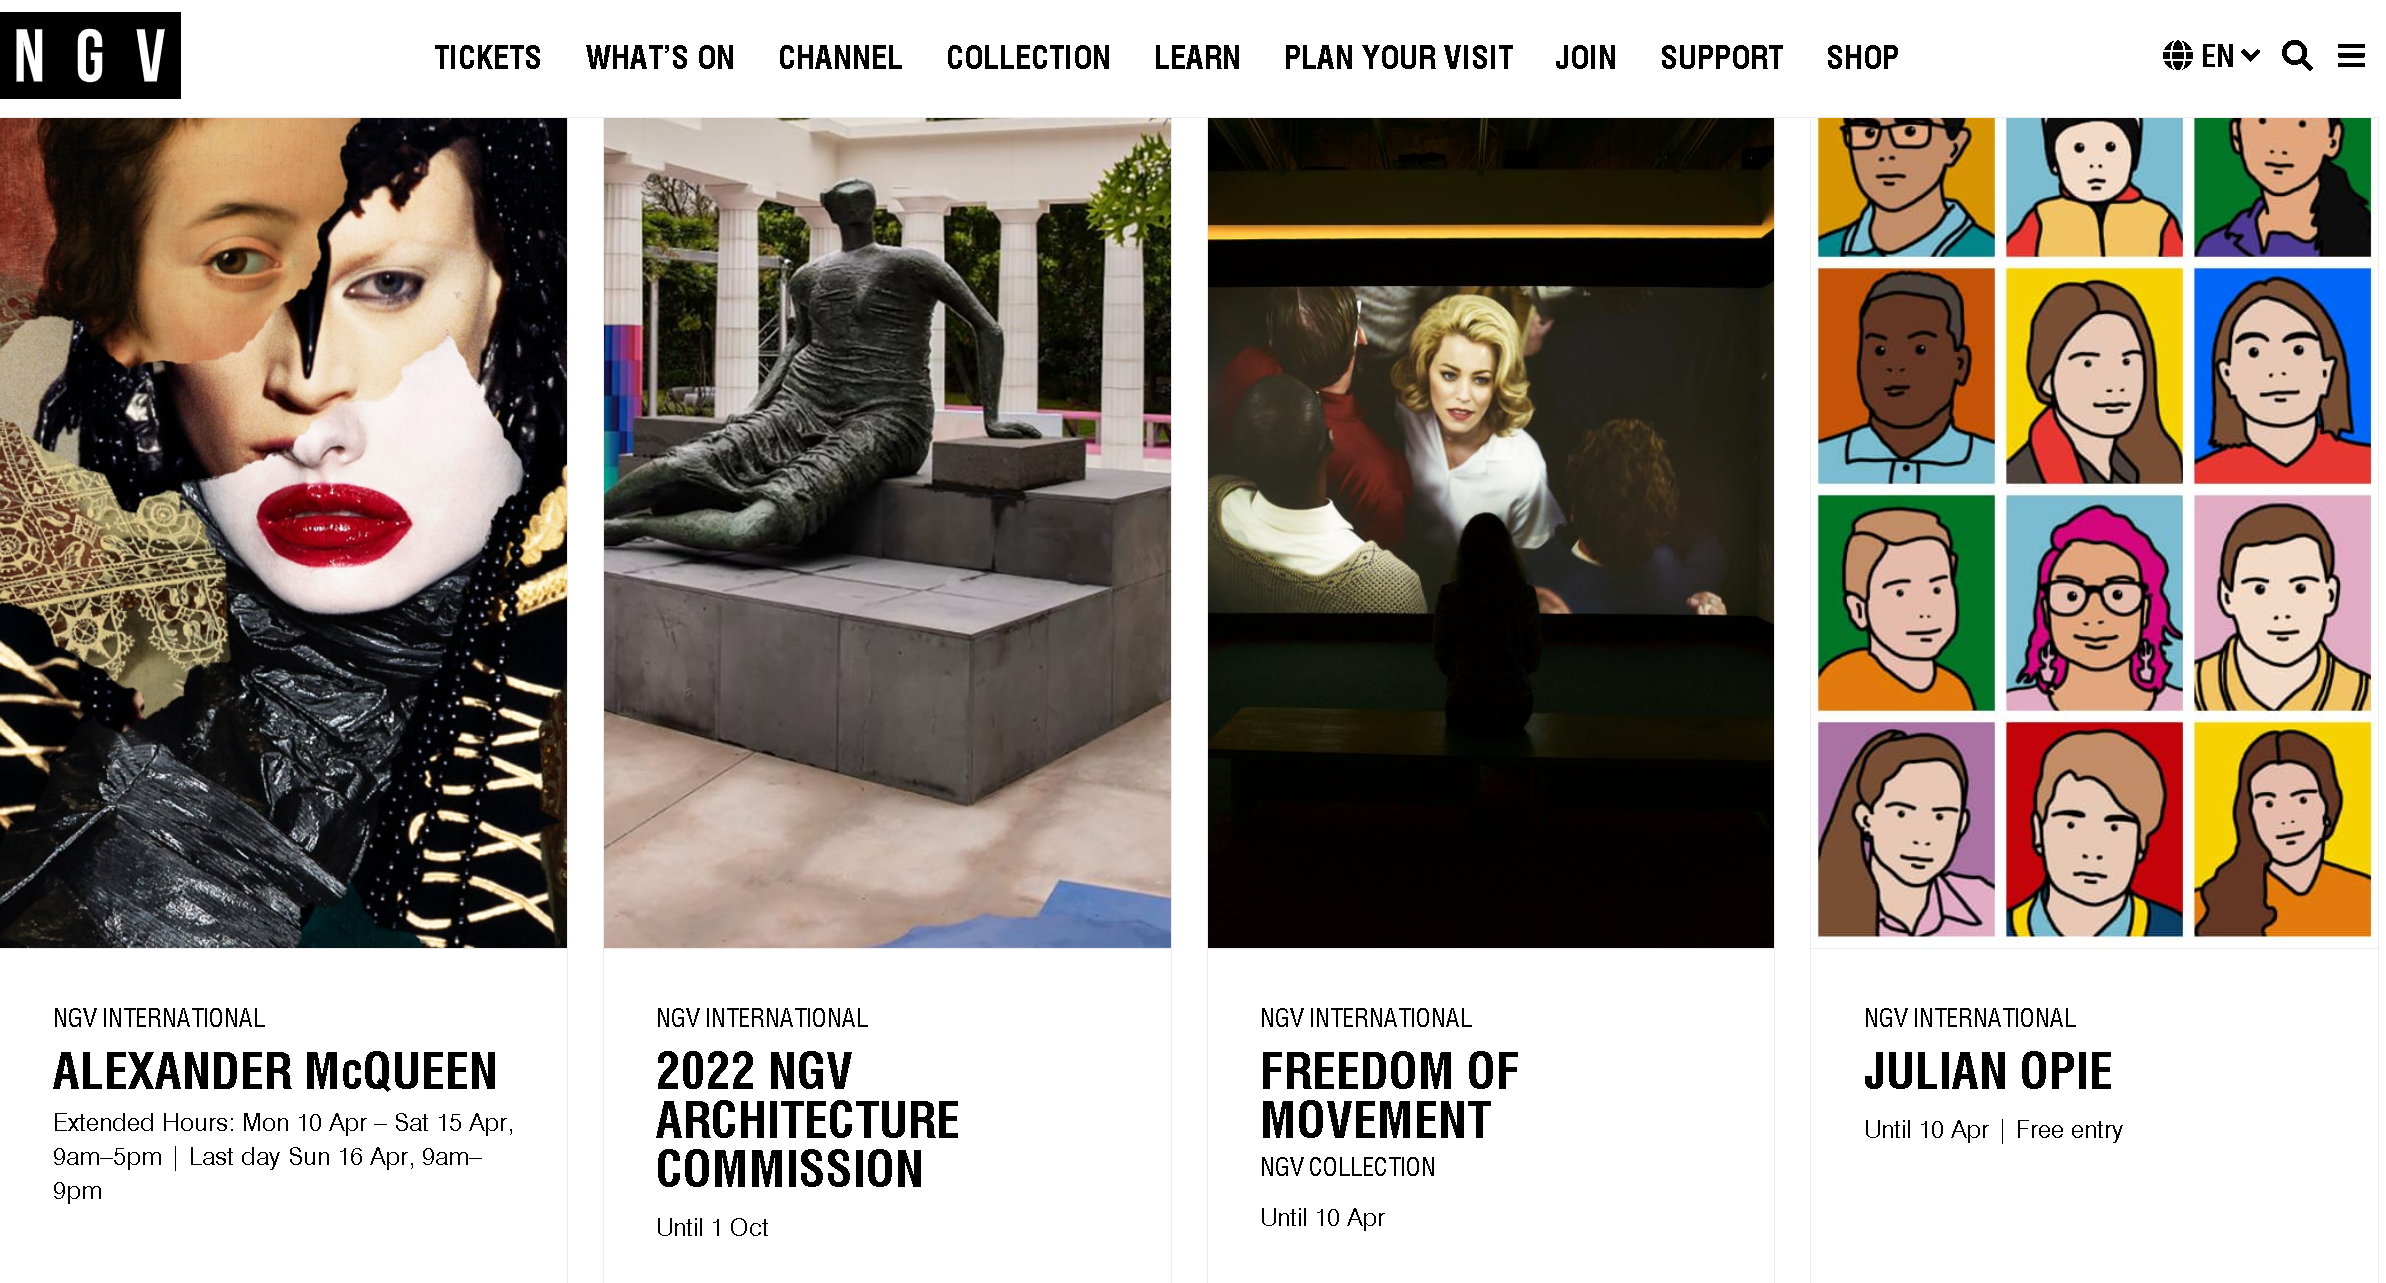 NGV
TICKETS WHAT'S ON CHANNEL COLLECTION LEARN PLAN YOUR VISIT JOIN SUPPORT SHOP EN
NGV INTERNATIONAL
ALEXANDER McQUEEN
Extended Hours: Mon 10 Apr – Sat 15 Apr,
9am–5pm | Last day Sun 16 Apr, 9am–
9pm
NGV INTERNATIONAL
2022 NGV
ARCHITECTURE
COMMISSION
Until 1 Oct
NGV INTERNATIONAL
FREEDOM OF
MOVEMENT
NGV COLLECTION
Until 10 Apr
NGV INTERNATIONAL
JULIAN OPIE
Until 10 Apr | Free entry